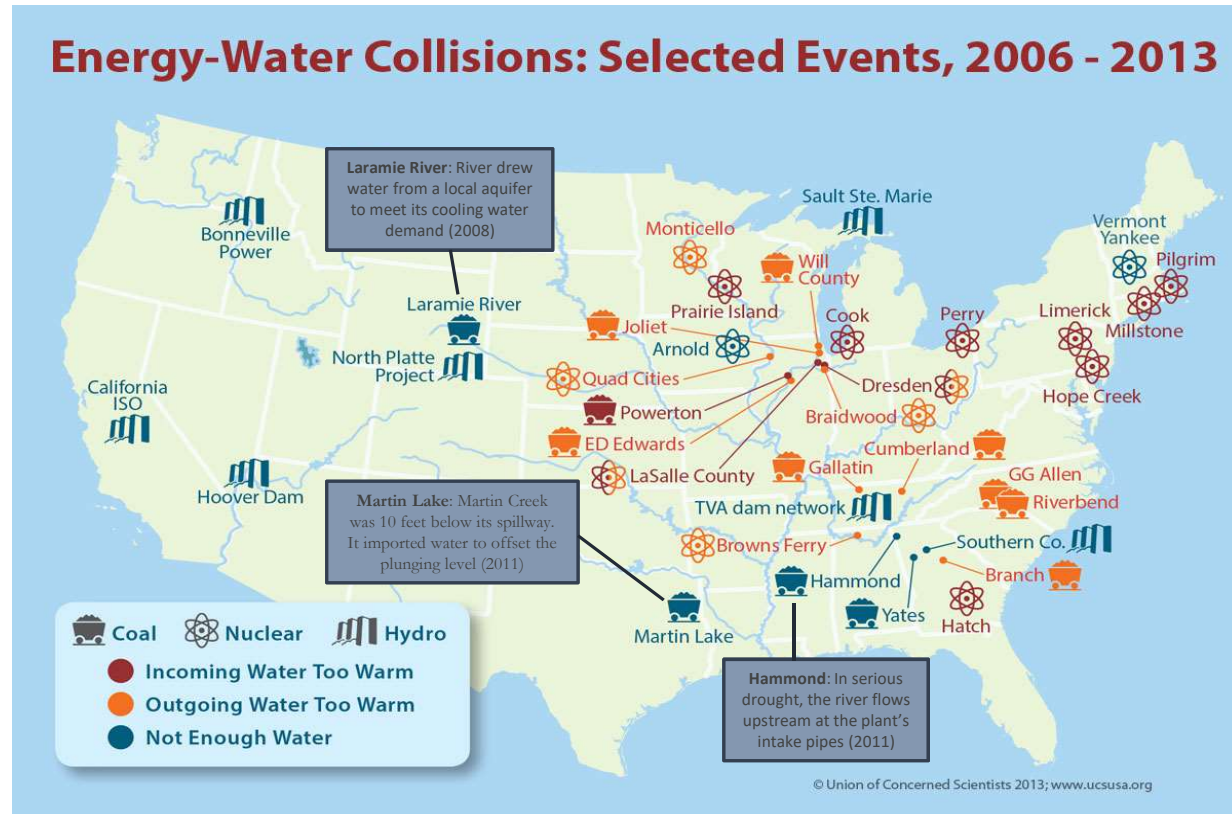 Energy-Water Collisions: Selected Events, 2006 - 2013
Laramie River: River drew
water from a local aquifer
to meet its cooling water
demand (2008)
Bonneville
Power
Sault Ste. Marie
Monticello
Will
County
Vermont
Yankee
Pilgrim
Laramie River
Prairie Island
Cook
Perry
Limerick
Millstone
Joliet
Arnold
North Platte
Project
Quad Cities
Dresden
Hope Creek
California
ISO
Powerton
Braidwood
ED Edwards
Cumberland
LaSalle County
Gallatin
GG Allen
Riverbend
Hoover Dam
TVA dam network
Martin Lake: Martin Creek
was 10 feet below its spillway.
It imported water to offset the
plunging level (2011)
Browns Ferry
Southern Co.
Hammond
Branch
Yates
Hatch
Martin Lake
Hammond: In serious
drought, the river flows
upstream at the plant's
intake pipes (2011)
Coal Nuclear Hydro
Incoming Water Too Warm
Outgoing Water Too Warm
Not Enough Water
© Union of Concerned Scientists 2013; www.ucsusa.org